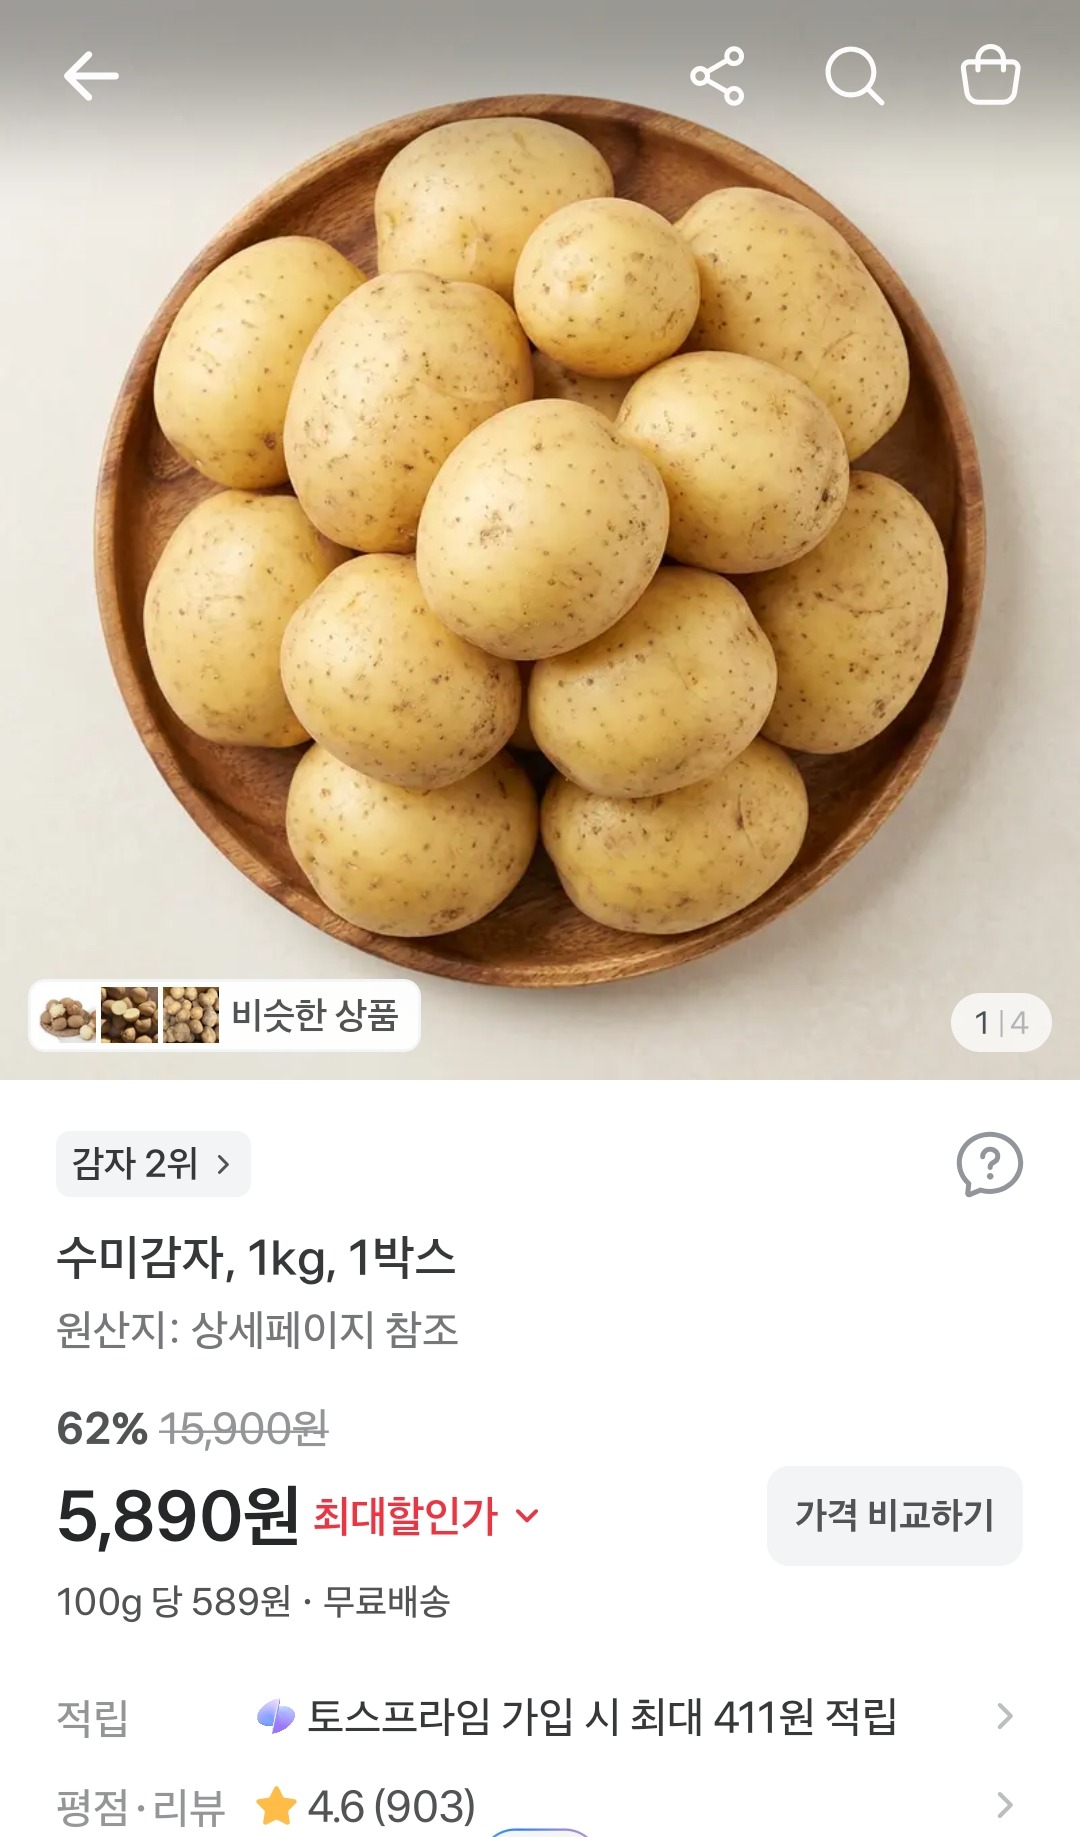 비슷한 상품
1|4
감자 2위
수미감자, 1kg, 1박스
원산지: 상세페이지 참조
62% 15,900원
5,890원 최대할인가
가격 비교하기
100g 당 589원 · 무료배송
적립 토스프라임 가입 시 최대 411원 적립
평점·리뷰 4.6 (903)